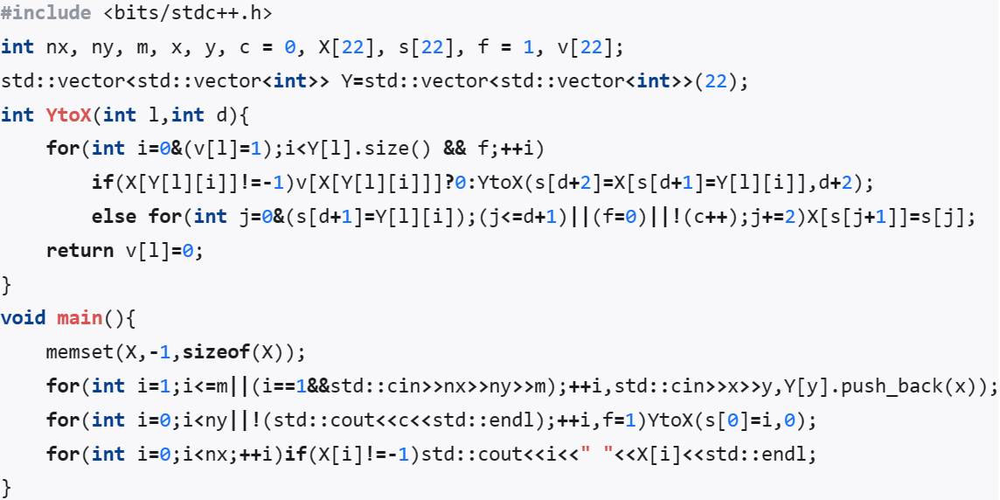 #include <bits/stdc++.h>
int nx, ny, m, x, y, c = 0, X[22], s[22], f = 1, v[22];
std::vector<std::vector<int>> Y=std::vector<std::vector<int>>(22);
int YtoX(int l,int d){
    for(int i=0&(v[l]=1);i<Y[l].size() && f;++i)
        if(X[Y[l][i]]!=-1)v[X[Y[l][i]]]?0:YtoX(s[d+2]=X[s[d+1]=Y[l][i]],d+2);
        else for(int j=0&(s[d+1]=Y[l][i]);(j<=d+1)||(f=0)||!(c++);j+=2)X[s[j+1]]=s[j];
    return v[l]=0;
}
void main(){
    memset(X,-1,sizeof(X));
    for(int i=1;i<=m||(i==1&&std::cin>>nx>>ny>>m);++i,std::cin>>x>>y,Y[y].push_back(x));
    for(int i=0;i<ny||!(std::cout<<c<<std::endl);++i,f=1)YtoX(s[0]=i,0);
    for(int i=0;i<nx;++i)if(X[i]!=-1)std::cout<<i<<" "<<X[i]<<std::endl;
}